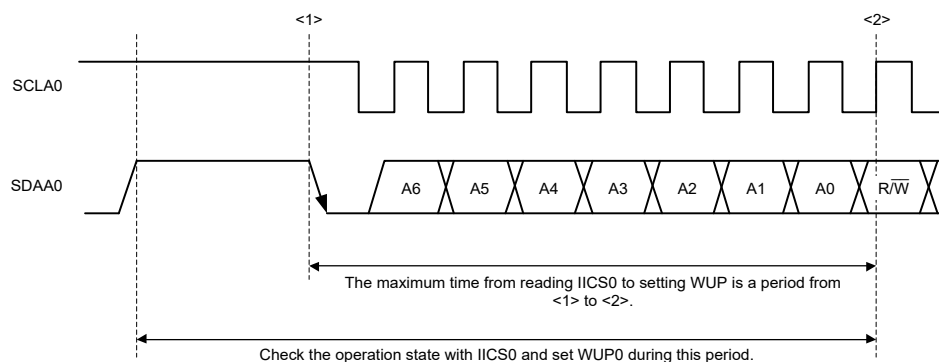 <1>
<2>
SCLA0
SDAA0
A6
A5
A4
A3
A2
A1
A0
R/W̅
The maximum time from reading IICS0 to setting WUP is a period from
<1> to <2>.
Check the operation state with IICS0 and set WUP0 during this period.